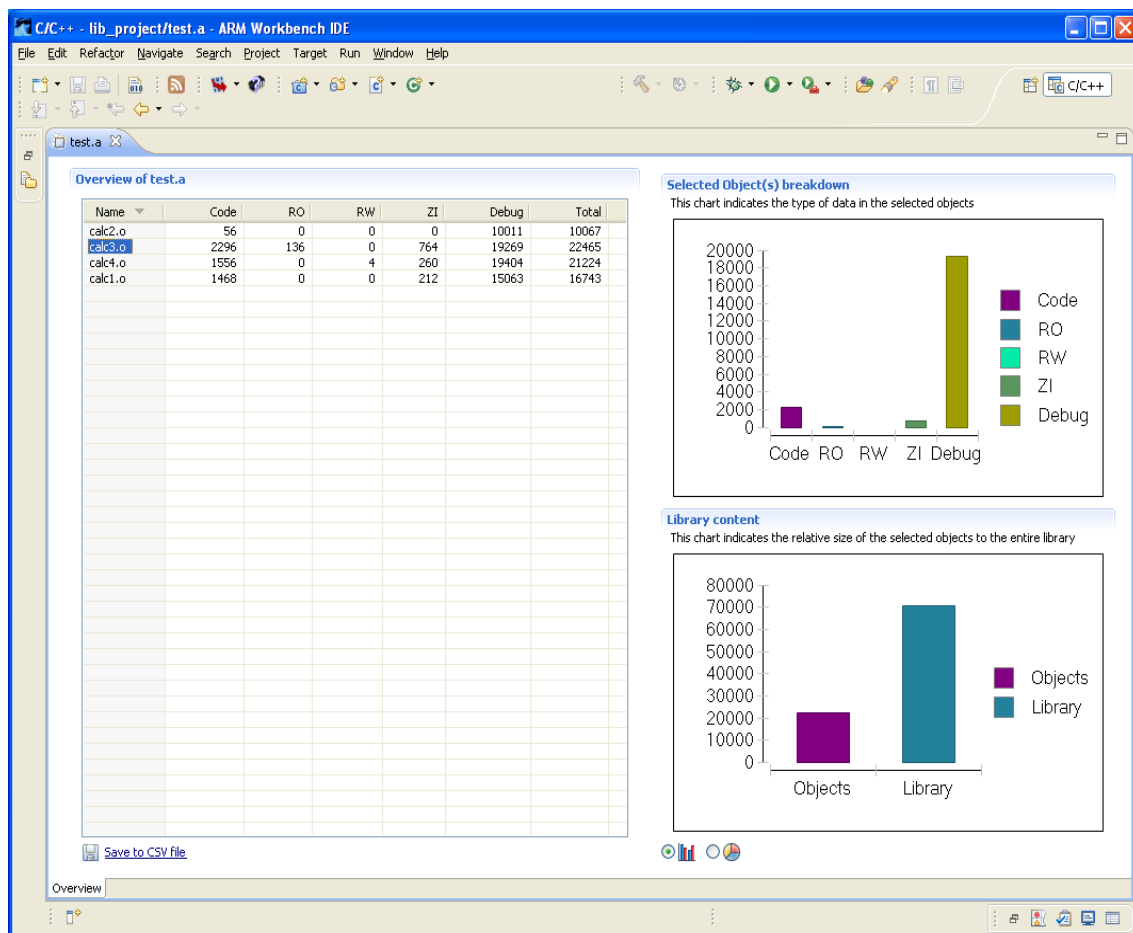 C/C++ - lib_project/test.a - ARM Workbench IDE
File Edit Refactor Navigate Search Project Target Run Window Help
C/C++
test.a
Overview of test.a
Name Code RO RW ZI Debug Total
calc2.o 56 0 0 0 10011 10067
calc3.o 2296 136 0 764 19269 22465
calc4.o 1556 0 4 260 19404 21224
calc1.o 1468 0 0 212 15063 16743
Save to CSV file
Selected Object(s) breakdown
This chart indicates the type of data in the selected objects
20000
18000
16000
14000
12000
10000
8000
6000
4000
2000
0
Code RO RW ZI Debug
Code
RO
RW
ZI
Debug
Library content
This chart indicates the relative size of the selected objects to the entire library
80000
70000
60000
50000
40000
30000
20000
10000
0
Objects Library
Objects
Library
Overview